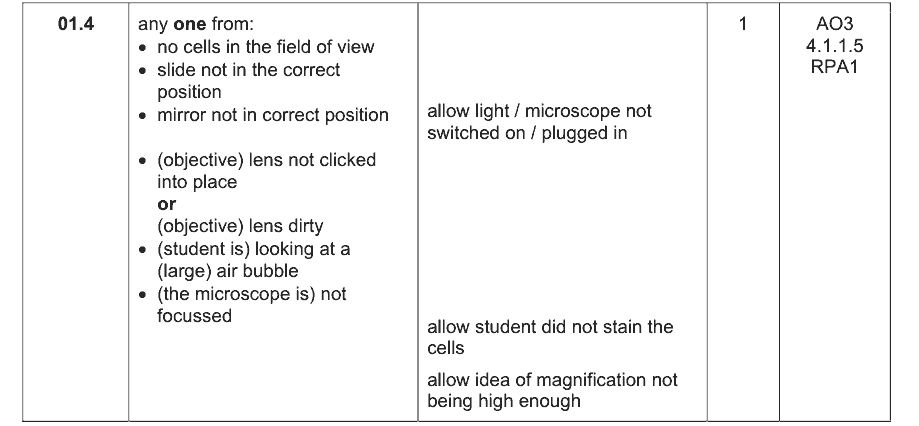 01.4
any one from:
• no cells in the field of view
• slide not in the correct
position
• mirror not in correct position
• (objective) lens not clicked
into place
or
(objective) lens dirty
• (student is) looking at a
(large) air bubble
• (the microscope is) not
focussed
allow light / microscope not
switched on / plugged in
allow student did not stain the
cells
allow idea of magnification not
being high enough
1
AO3
4.1.1.5
RPA1